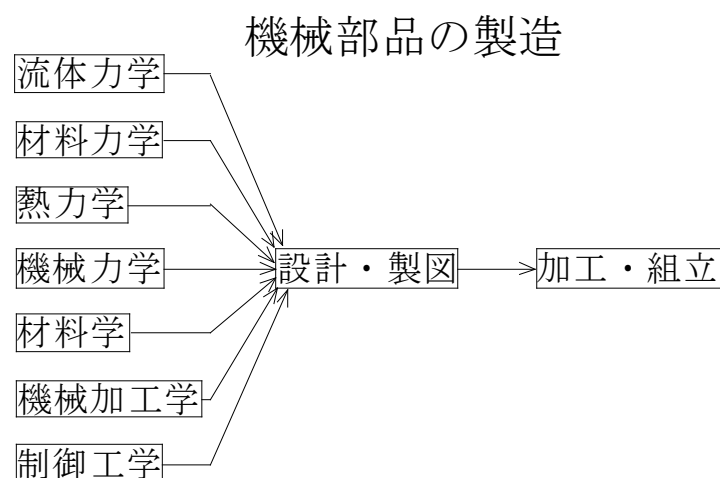 機械部品の製造
流体力学
材料力学
熱力学
機械力学
設計・製図
加工・組立
材料学
機械加工学
制御工学